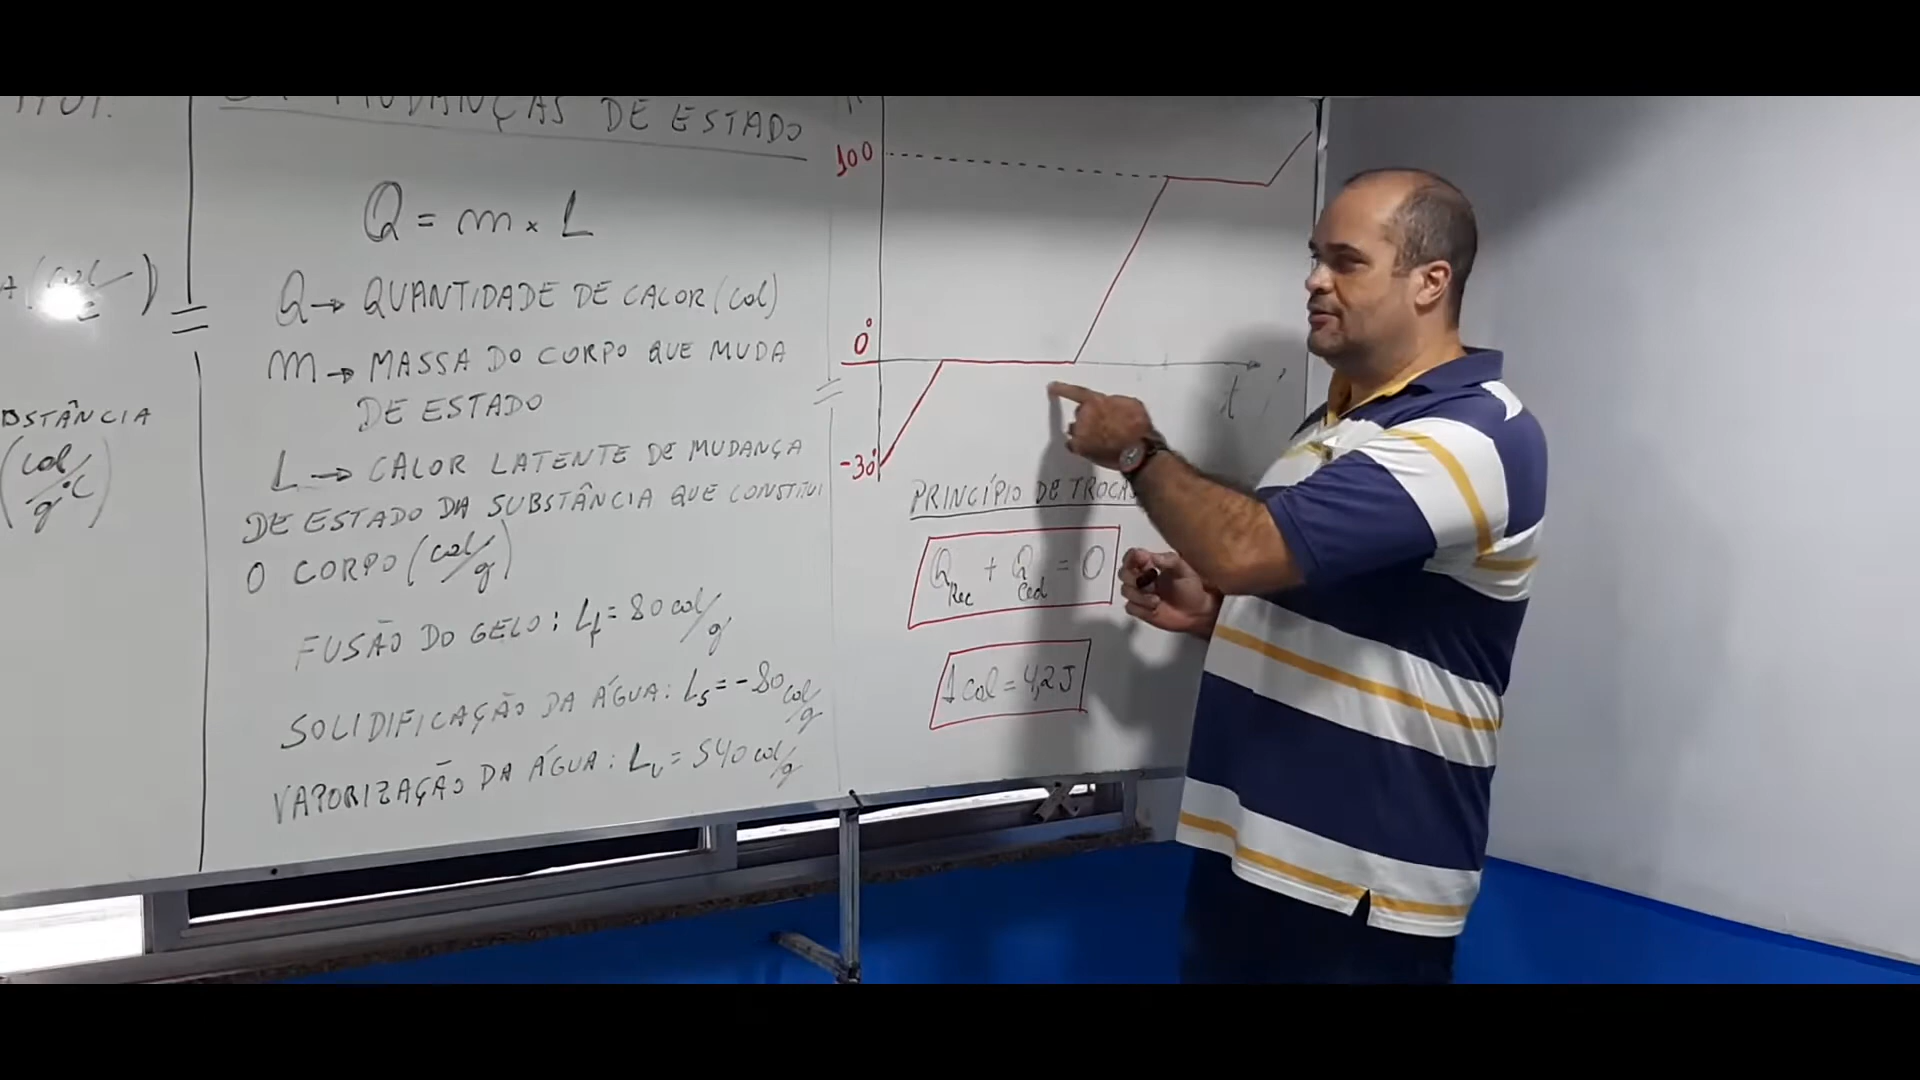 MUDANÇAS DE ESTADO
Q = m × L
Q → QUANTIDADE DE CALOR (cal)
m → MASSA DO CORPO QUE MUDA
DE ESTADO
L → CALOR LATENTE DE MUDANÇA
DE ESTADO DA SUBSTÂNCIA QUE CONSTITUI
O CORPO (cal/g)
FUSÃO DO GELO: Lf = 80 cal/g
SOLIDIFICAÇÃO DA ÁGUA: Ls = -80 cal/g
VAPORIZAÇÃO DA ÁGUA: Lv = 540 cal/g
(cal/g°C)
100
0°
-30°
t
PRINCÍPIO DE TROCAS
QRec + QCed = 0
1 cal = 4,2 J